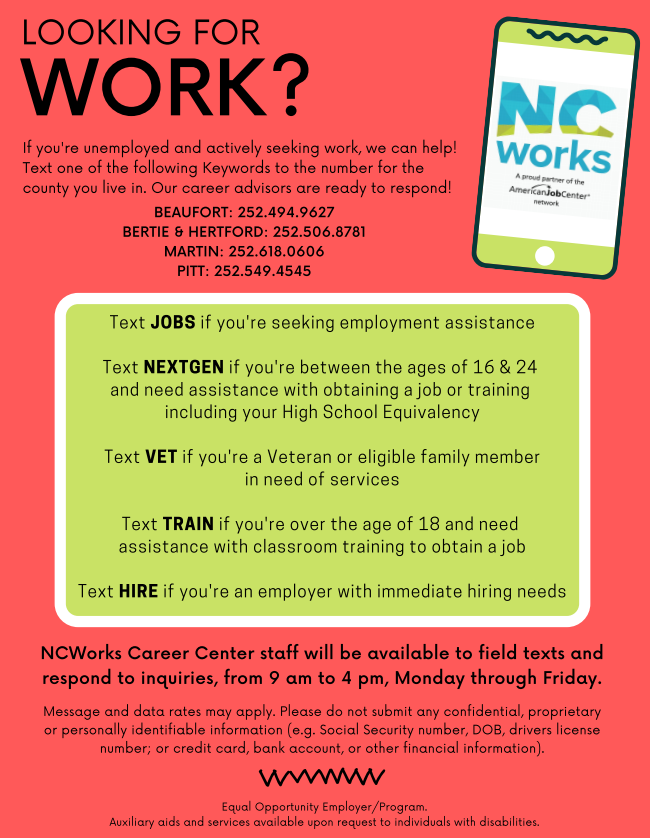 LOOKING FOR
WORK?
NC
works
A proud partner of the
AmericanJobCenter®
network
If you're unemployed and actively seeking work, we can help!
Text one of the following Keywords to the number for the
county you live in. Our career advisors are ready to respond!
BEAUFORT: 252.494.9627
BERTIE & HERTFORD: 252.506.8781
MARTIN: 252.618.0606
PITT: 252.549.4545
Text JOBS if you're seeking employment assistance
Text NEXTGEN if you're between the ages of 16 & 24
and need assistance with obtaining a job or training
including your High School Equivalency
Text VET if you're a Veteran or eligible family member
in need of services
Text TRAIN if you're over the age of 18 and need
assistance with classroom training to obtain a job
Text HIRE if you're an employer with immediate hiring needs
NCWorks Career Center staff will be available to field texts and
respond to inquiries, from 9 am to 4 pm, Monday through Friday.
Message and data rates may apply. Please do not submit any confidential, proprietary
or personally identifiable information (e.g. Social Security number, DOB, drivers license
number; or credit card, bank account, or other financial information).
Equal Opportunity Employer/Program.
Auxiliary aids and services available upon request to individuals with disabilities.